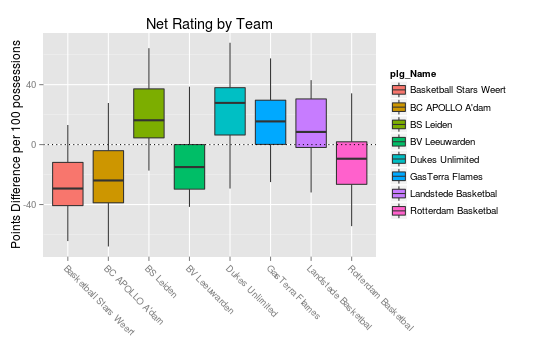 Net Rating by Team
Points Difference per 100 possessions
40
0
-40
Basketball Stars Weert
BC APOLLO A'dam
BS Leiden
BV Leeuwarden
Dukes Unlimited
GasTerra Flames
Landstede Basketbal
Rotterdam Basketbal
plg_Name
Basketball Stars Weert
BC APOLLO A'dam
BS Leiden
BV Leeuwarden
Dukes Unlimited
GasTerra Flames
Landstede Basketbal
Rotterdam Basketbal